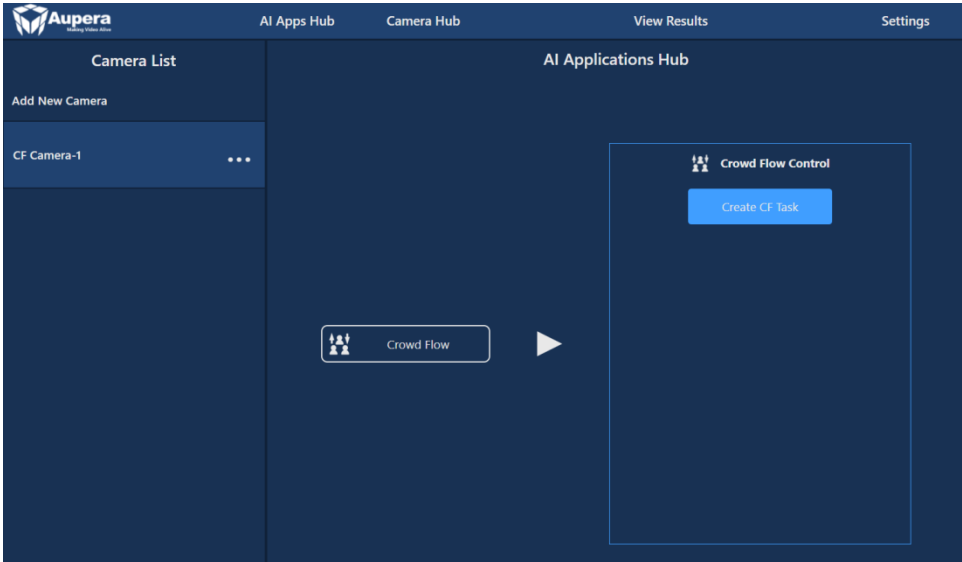 Aupera
Making Video Alive
AI Apps Hub
Camera Hub
View Results
Settings
Camera List
AI Applications Hub
Add New Camera
CF Camera-1
Crowd Flow Control
Create CF Task
Crowd Flow